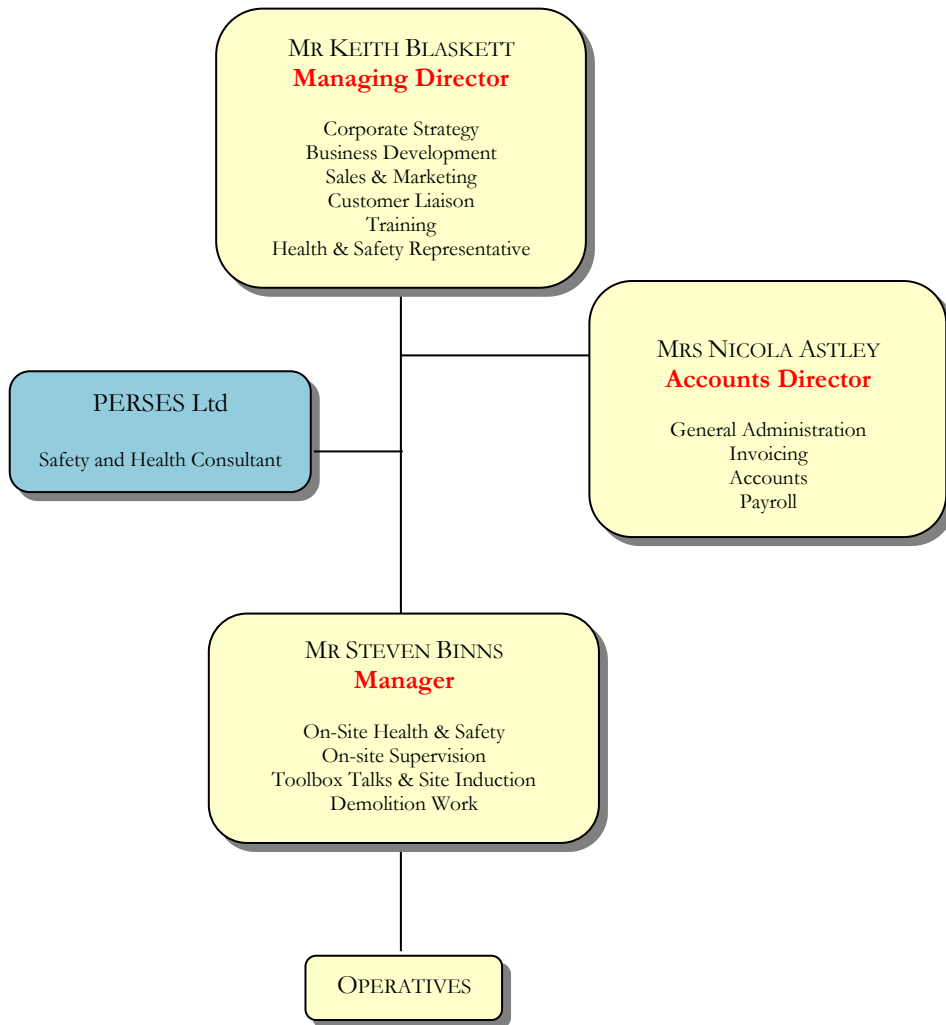 MR KEITH BLASKETT
Managing Director
Corporate Strategy
Business Development
Sales & Marketing
Customer Liaison
Training
Health & Safety Representative
MRS NICOLA ASTLEY
Accounts Director
General Administration
Invoicing
Accounts
Payroll
PERSES Ltd
Safety and Health Consultant
MR STEVEN BINNS
Manager
On-Site Health & Safety
On-site Supervision
Toolbox Talks & Site Induction
Demolition Work
OPERATIVES